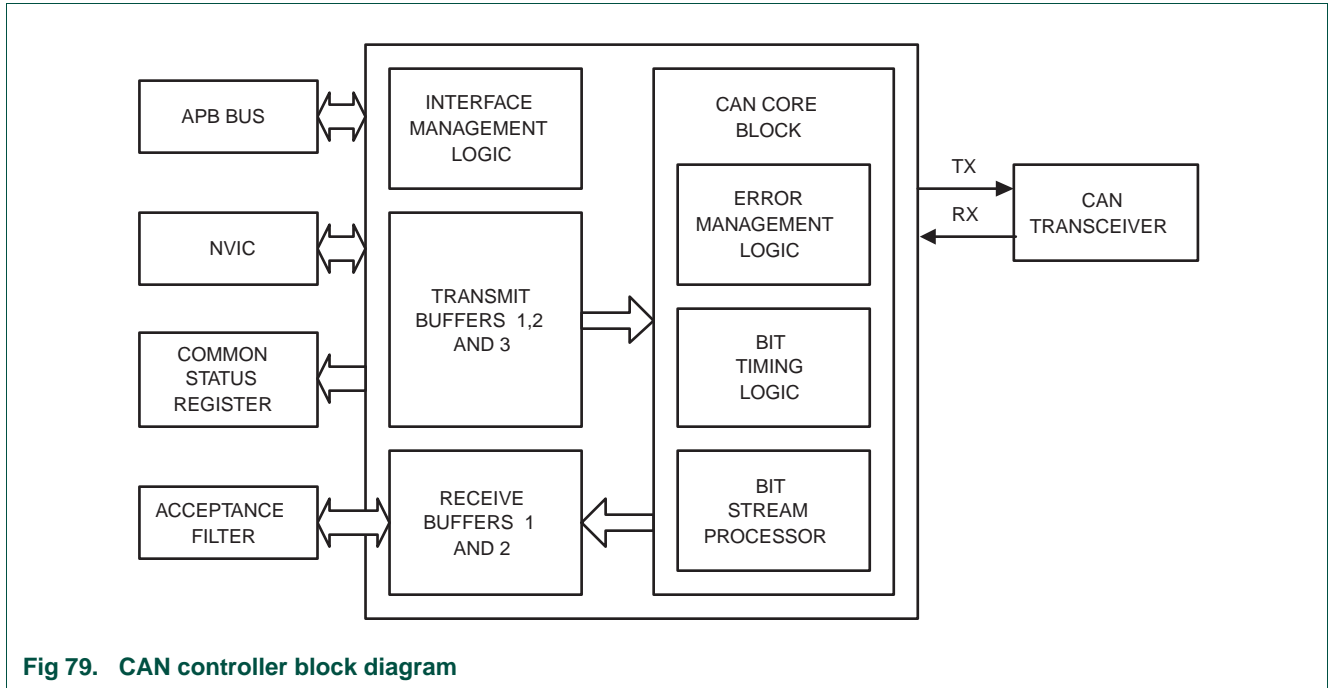 APB BUS
NVIC
COMMON
STATUS
REGISTER
ACCEPTANCE
FILTER
INTERFACE
MANAGEMENT
LOGIC
TRANSMIT
BUFFERS 1,2
AND 3
RECEIVE
BUFFERS 1
AND 2
CAN CORE
BLOCK
ERROR
MANAGEMENT
LOGIC
BIT
TIMING
LOGIC
BIT
STREAM
PROCESSOR
TX
RX
CAN
TRANSCEIVER
Fig 79. CAN controller block diagram